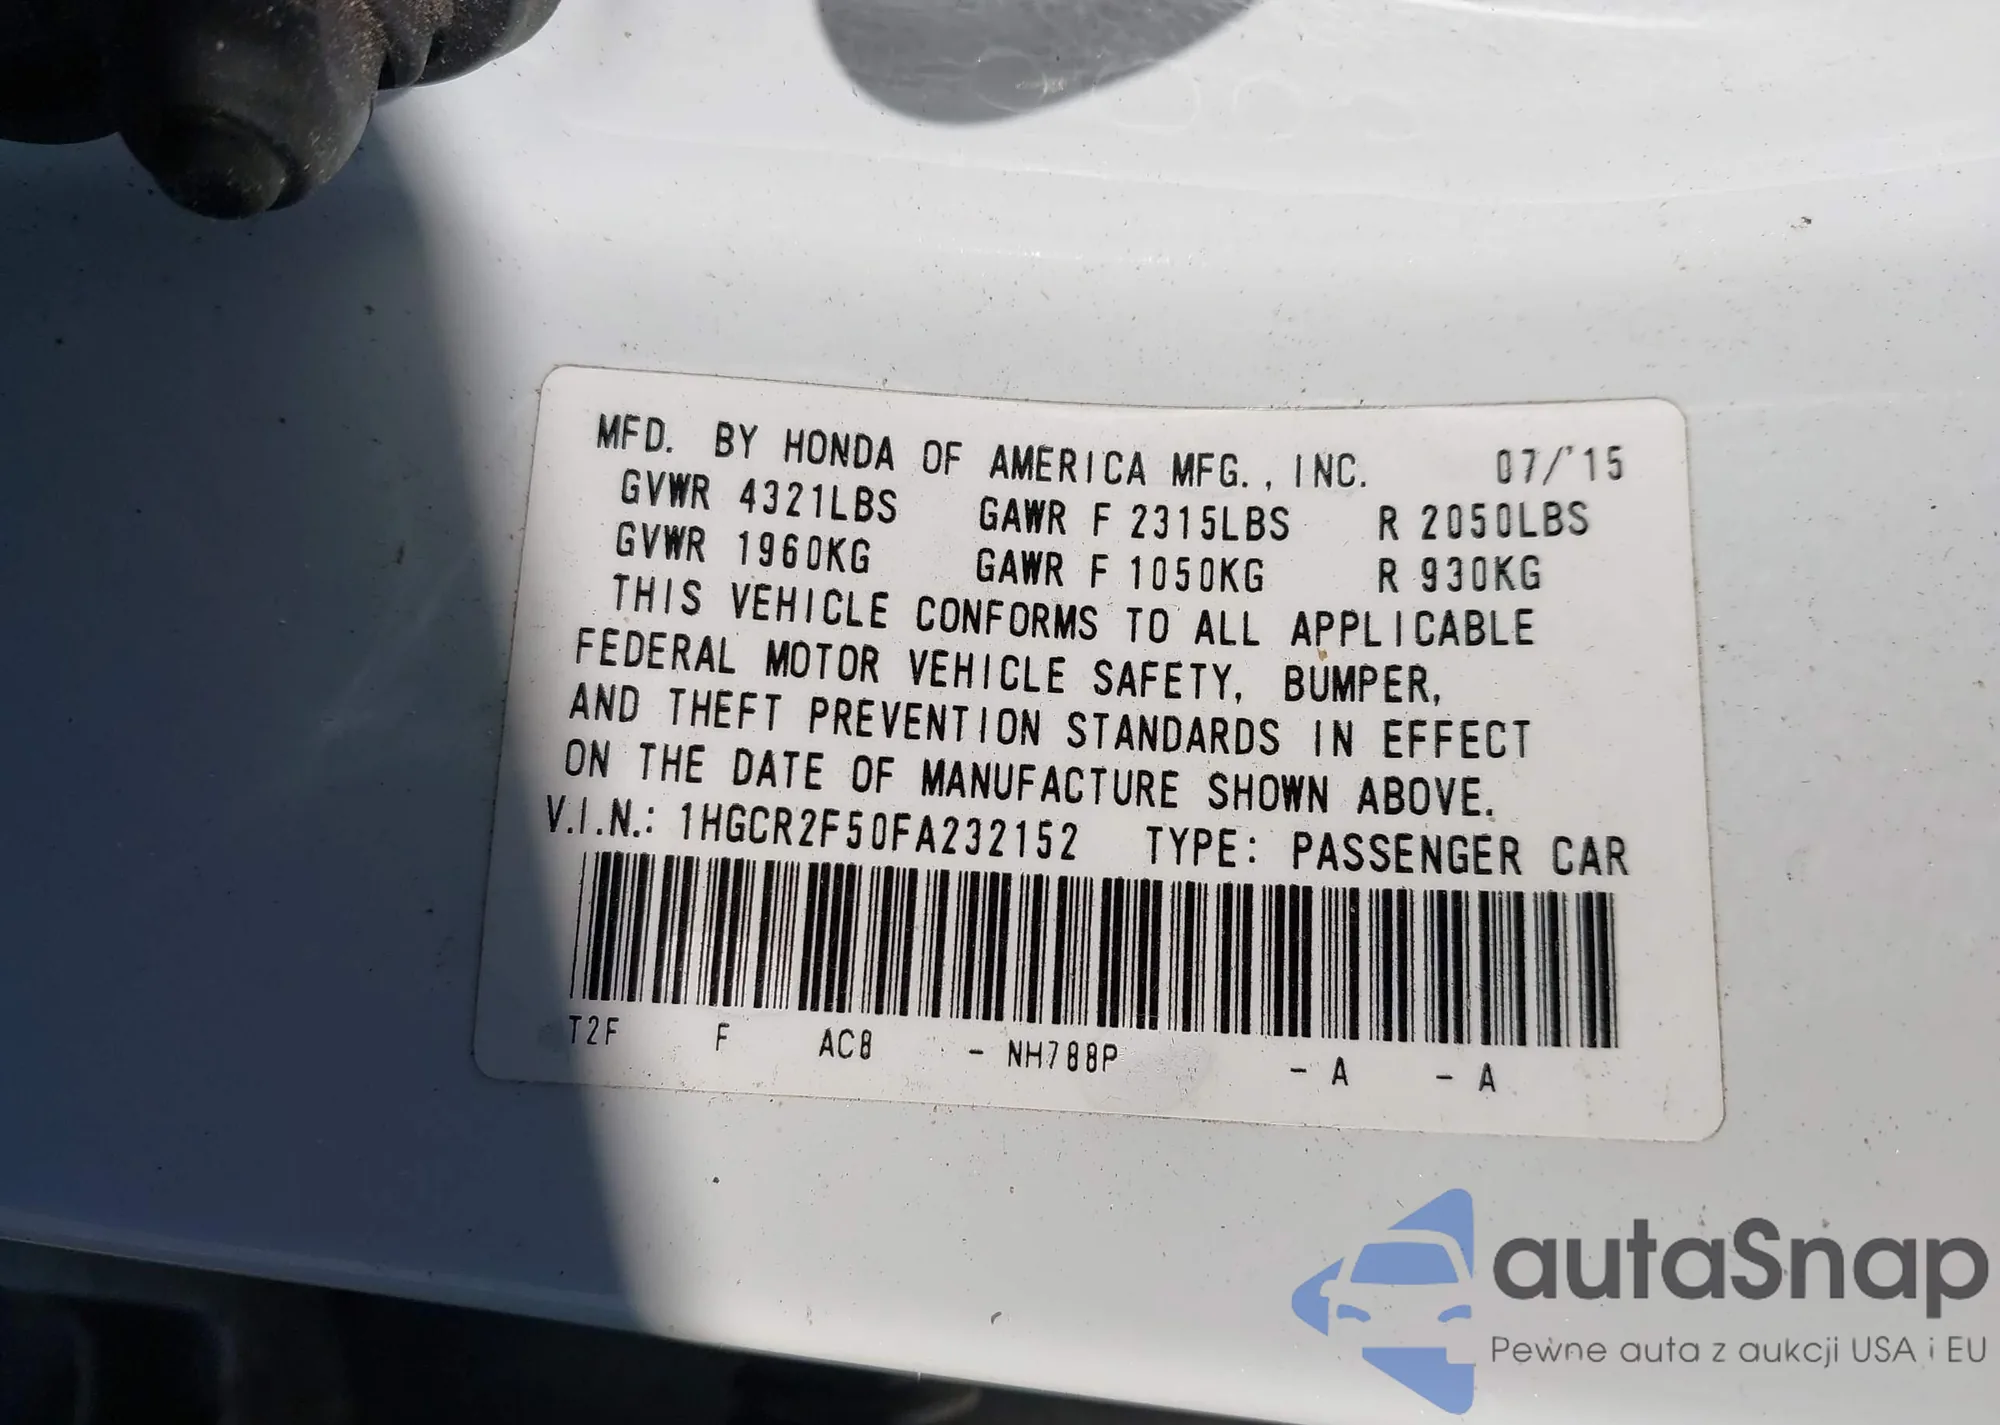 MFD. BY HONDA OF AMERICA MFG., INC. 07/'15
GVWR 4321LBS GAWR F 2315LBS R 2050LBS
GVWR 1960KG GAWR F 1050KG R 930KG
THIS VEHICLE CONFORMS TO ALL APPLICABLE
FEDERAL MOTOR VEHICLE SAFETY, BUMPER,
AND THEFT PREVENTION STANDARDS IN EFFECT
ON THE DATE OF MANUFACTURE SHOWN ABOVE.
V.I.N.: 1HGCR2F50FA232152 TYPE: PASSENGER CAR
T2F F AC8 - NH788P - A - A
autaSnap
Pewne auta z aukcji USA i EU